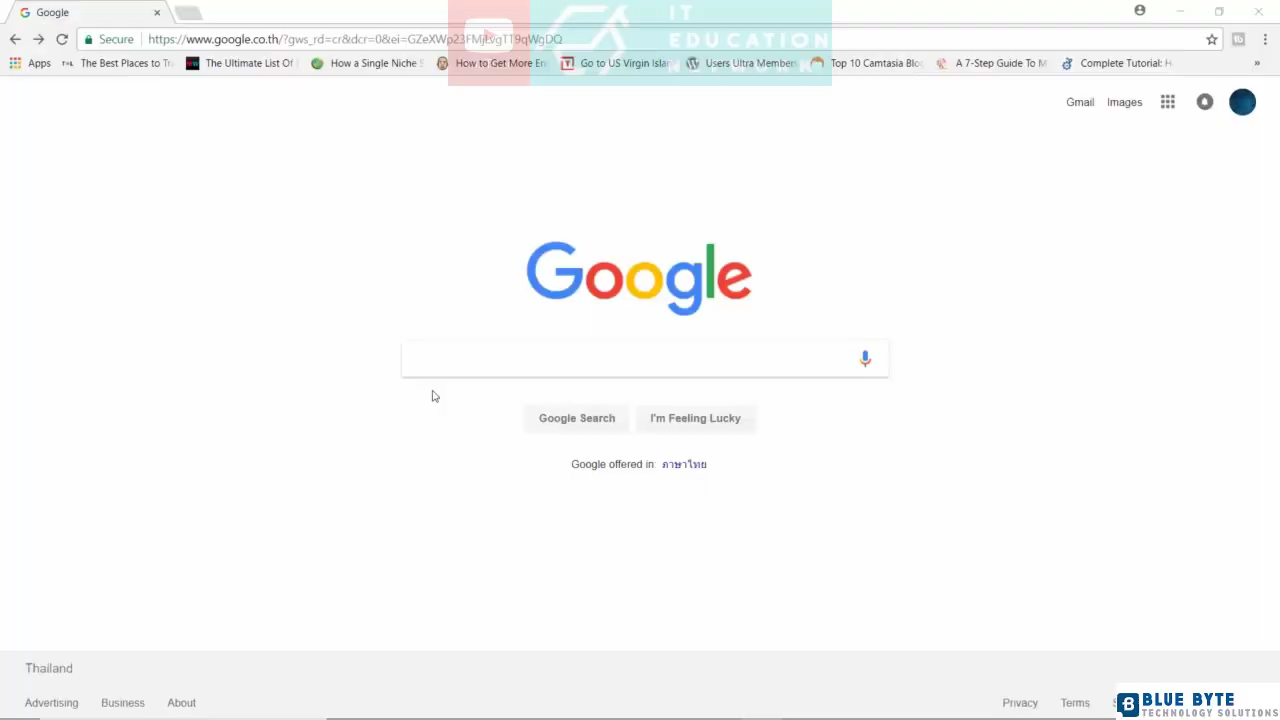 Google
IT
EDUCATION
NETWORK
Secure
https://www.google.co.th/?gws_rd=cr&dcr=0&ei=
Apps
The Best Places to Tr
The Ultimate List Of
How a Single Niche S
How to Get More En
Go to US Virgin Islan
Users Ultra Members
Top 10 Camtasia Blog
A 7-Step Guide To M
Complete Tutorial: H
»
Gmail
Images
Google
Google Search
I'm Feeling Lucky
Google offered in: ภาษาไทย
Thailand
Advertising
Business
About
Privacy
Terms
BLUE BYTE
TECHNOLOGY SOLUTIONS